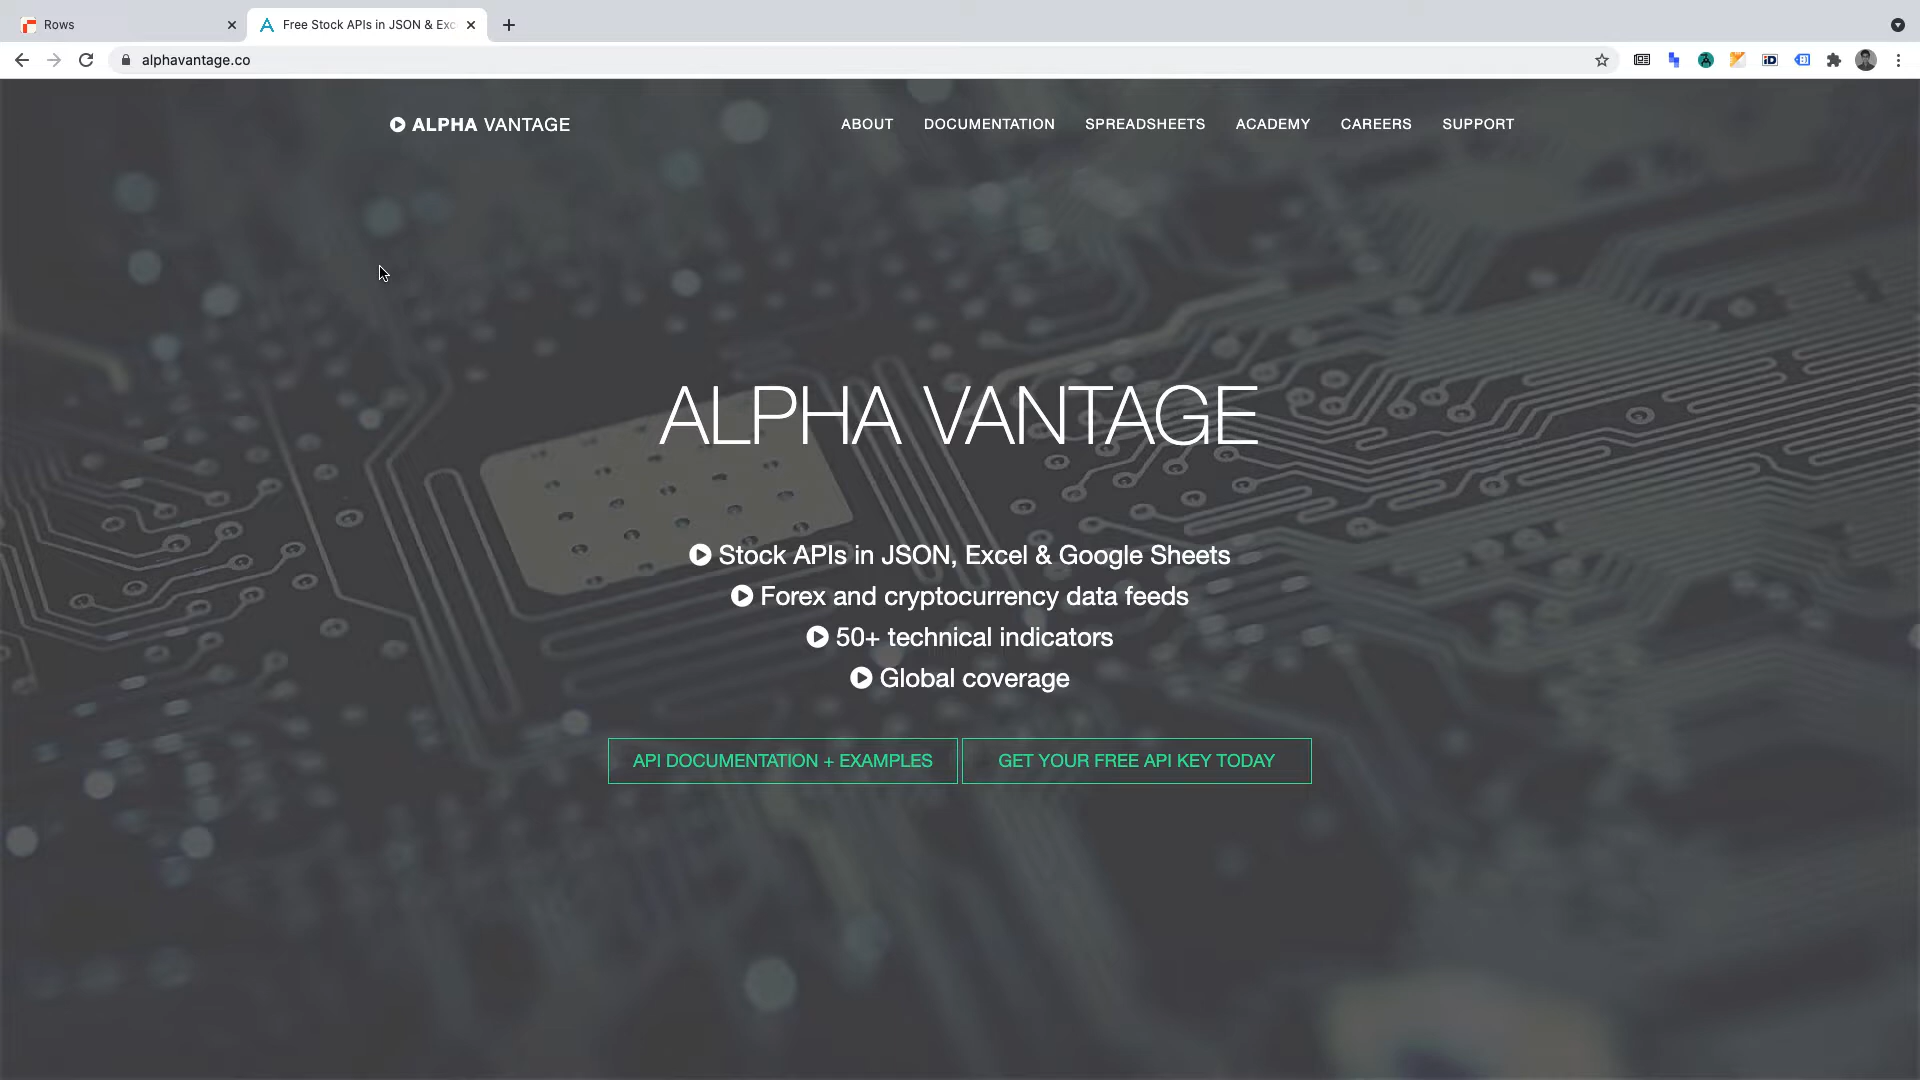 Rows
Free Stock APIs in JSON & Exc
alphavantage.co
ALPHA VANTAGE
ABOUT
DOCUMENTATION
SPREADSHEETS
ACADEMY
CAREERS
SUPPORT
ALPHA VANTAGE
Stock APIs in JSON, Excel & Google Sheets
Forex and cryptocurrency data feeds
50+ technical indicators
Global coverage
API DOCUMENTATION + EXAMPLES
GET YOUR FREE API KEY TODAY